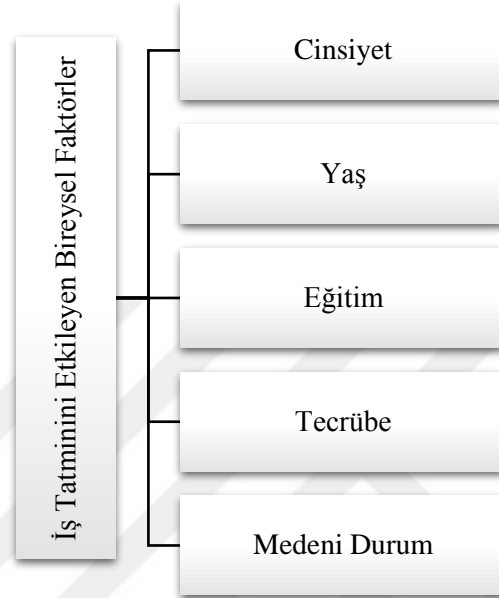 İş Tatminini Etkileyen Bireysel Faktörler
Cinsiyet
Yaş
Eğitim
Tecrübe
Medeni Durum